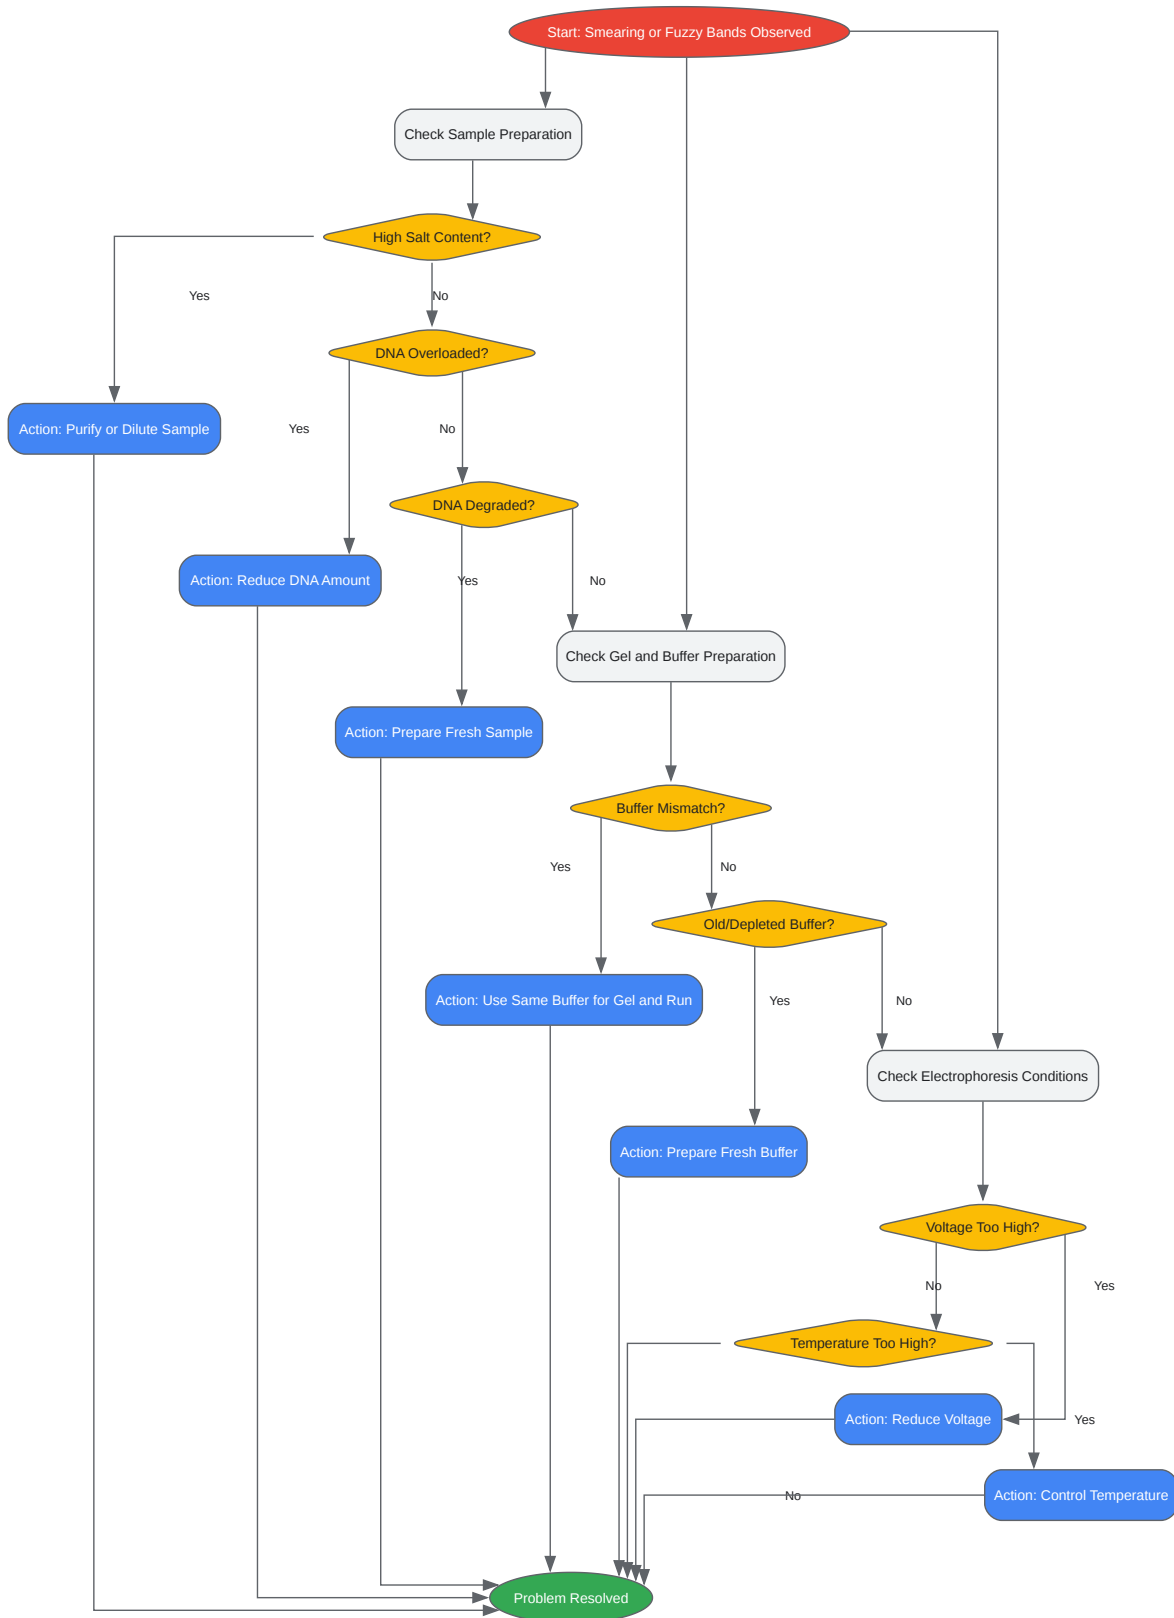 Start: Smearing or Fuzzy Bands Observed
Check Sample Preparation
High Salt Content?
Yes
No
DNA Overloaded?
Action: Purify or Dilute Sample
Yes
No
DNA Degraded?
Action: Reduce DNA Amount
Yes
No
Check Gel and Buffer Preparation
Action: Prepare Fresh Sample
Buffer Mismatch?
Yes
No
Old/Depleted Buffer?
Action: Use Same Buffer for Gel and Run
Yes
No
Check Electrophoresis Conditions
Action: Prepare Fresh Buffer
Voltage Too High?
No
Yes
Temperature Too High?
Action: Reduce Voltage
Yes
Action: Control Temperature
No
Problem Resolved